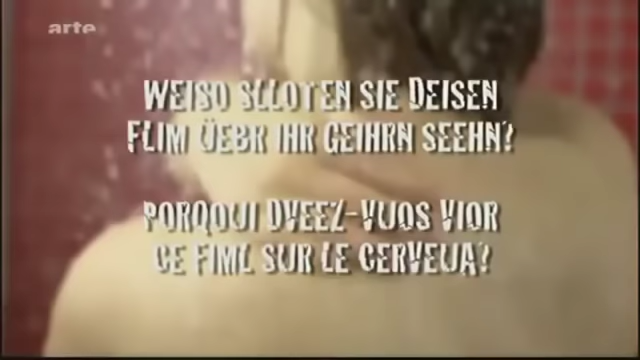 arte
WEISO SLLOTEN SIE DEISEN
FLIM ÜEBR IHR GEIHRN SEEHN?
PORQOUI DVEEZ-VUOS VIOR
CE FIML SUR LE CERVEUA?